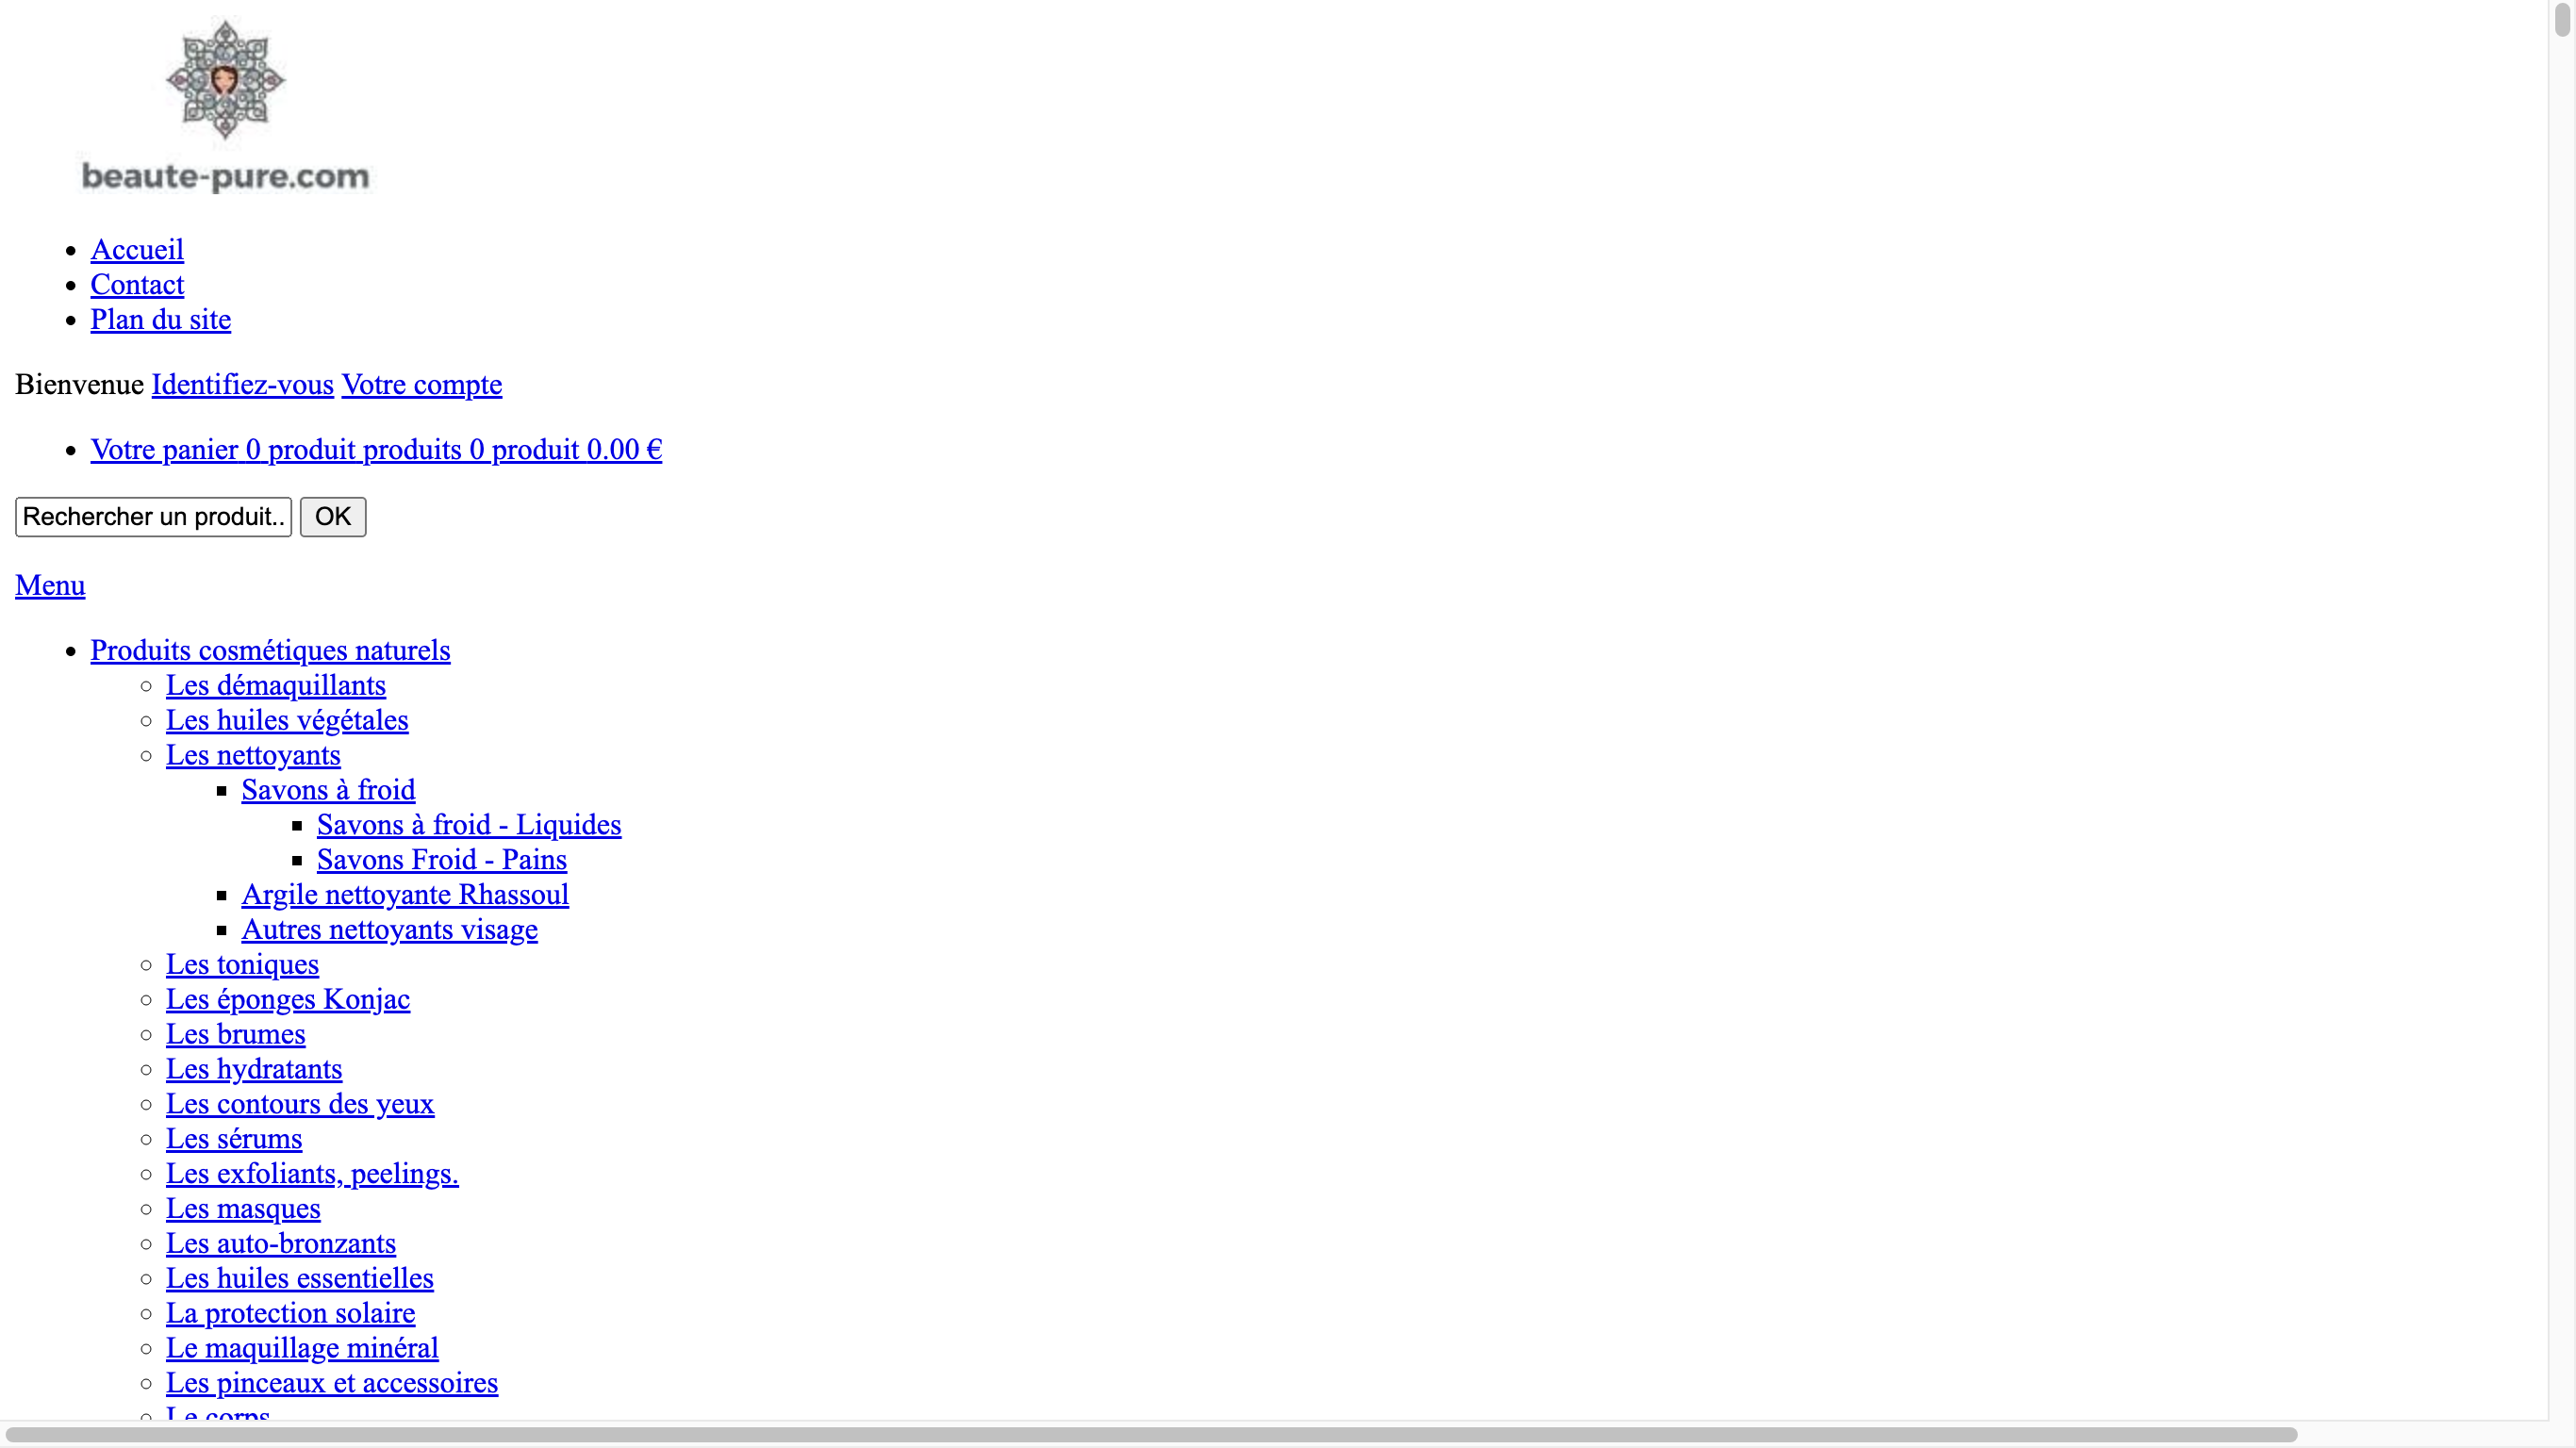 beaute-pure.com
Accueil
Contact
Plan du site
Bienvenue Identifiez-vous Votre compte
Votre panier 0 produit produits 0 produit 0.00 €
Rechercher un produit..
OK
Menu
Produits cosmétiques naturels
Les démaquillants
Les huiles végétales
Les nettoyants
Savons à froid
Savons à froid - Liquides
Savons Froid - Pains
Argile nettoyante Rhassoul
Autres nettoyants visage
Les toniques
Les éponges Konjac
Les brumes
Les hydratants
Les contours des yeux
Les sérums
Les exfoliants, peelings.
Les masques
Les auto-bronzants
Les huiles essentielles
La protection solaire
Le maquillage minéral
Les pinceaux et accessoires
Le corps